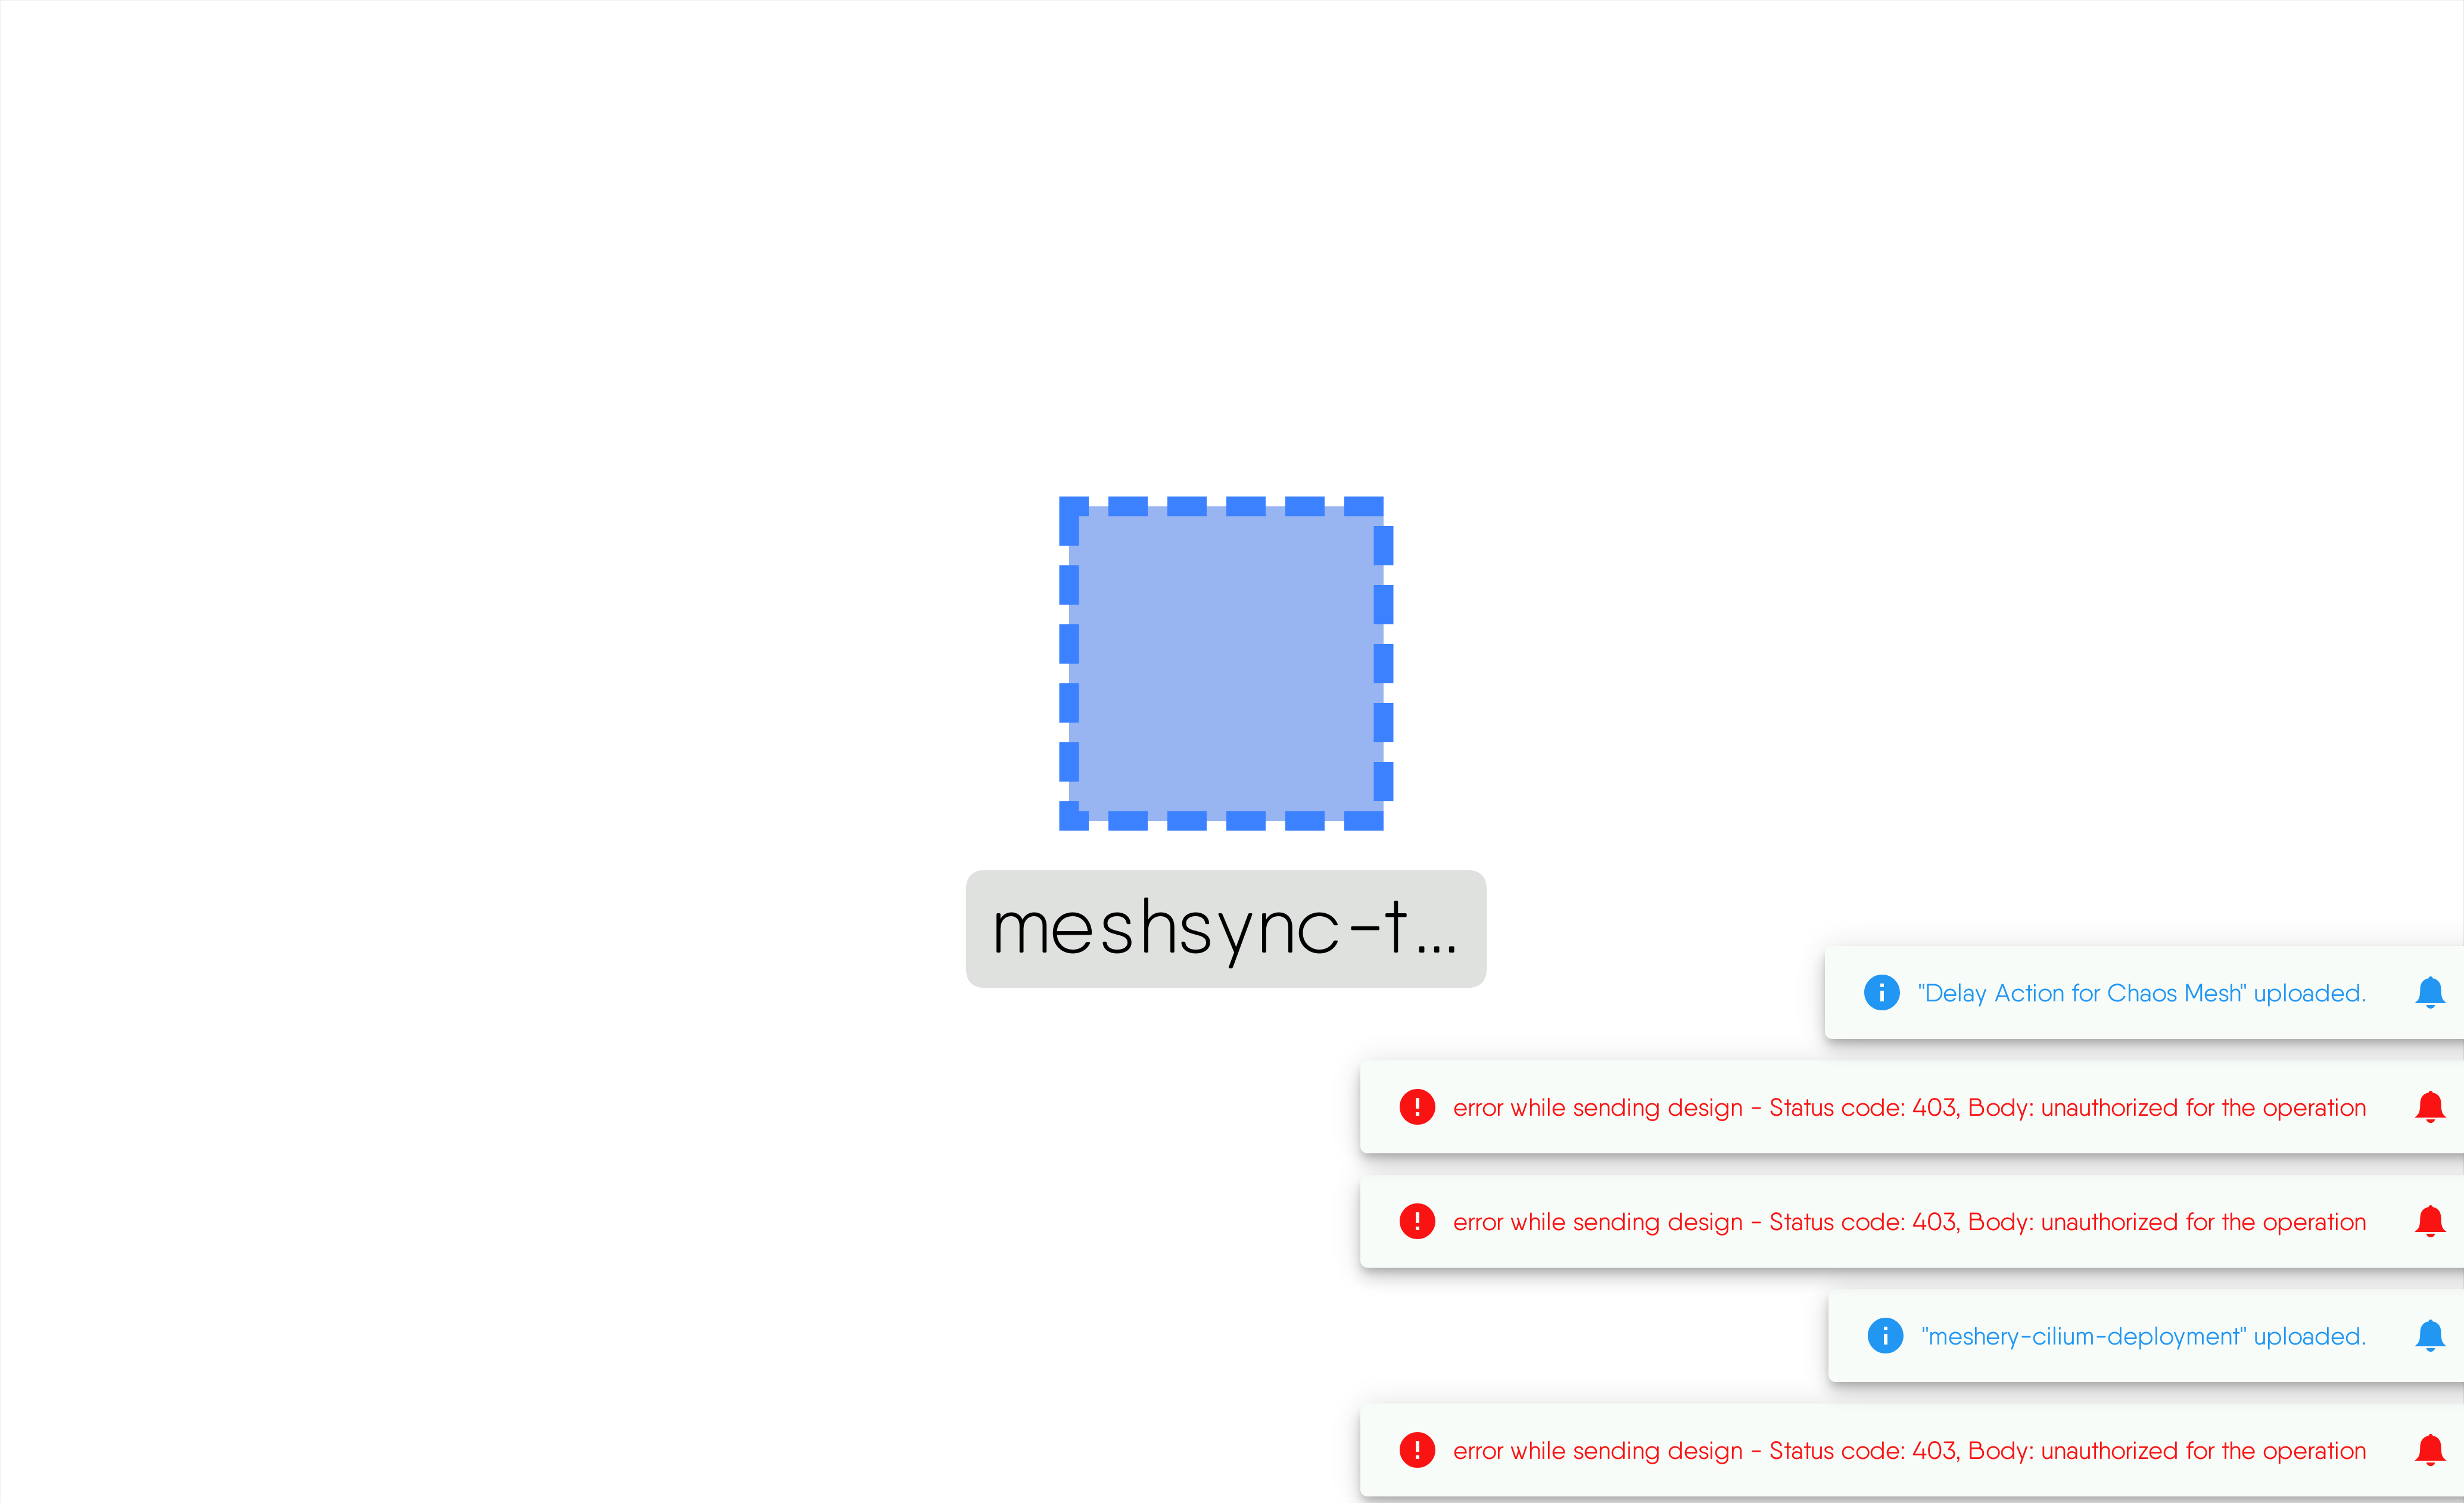 meshsync-t...
"Delay Action for Chaos Mesh" uploaded.
error while sending design - Status code: 403, Body: unauthorized for the operation
error while sending design - Status code: 403, Body: unauthorized for the operation
"meshery-cilium-deployment" uploaded.
error while sending design - Status code: 403, Body: unauthorized for the operation